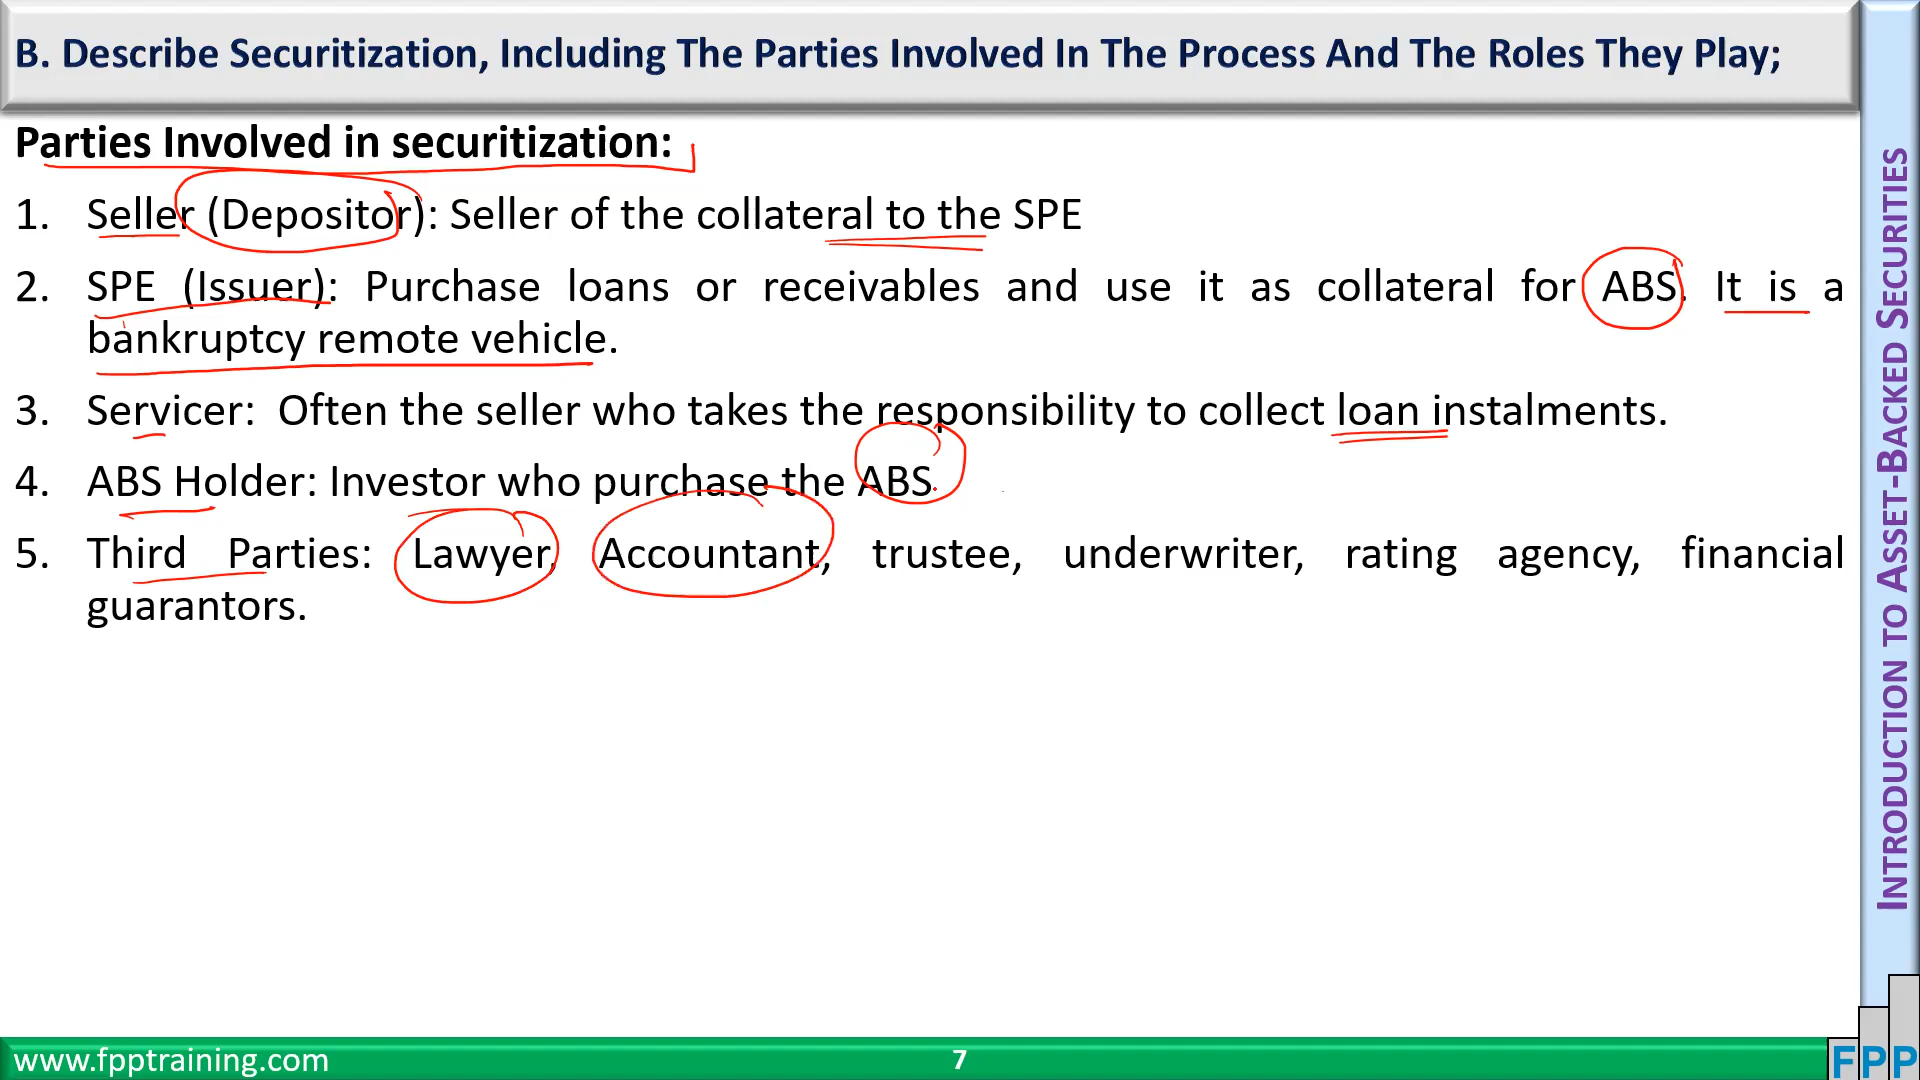 B. Describe Securitization, Including The Parties Involved In The Process And The Roles They Play;
Parties Involved in securitization:
1. Seller (Depositor): Seller of the collateral to the SPE
2. SPE (Issuer): Purchase loans or receivables and use it as collateral for ABS. It is a
bankruptcy remote vehicle.
3. Servicer: Often the seller who takes the responsibility to collect loan instalments.
4. ABS Holder: Investor who purchase the ABS.
5. Third Parties: Lawyer, Accountant, trustee, underwriter, rating agency, financial
guarantors.
INTRODUCTION TO ASSET-BACKED SECURITIES
www.fpptraining.com
7
FPP